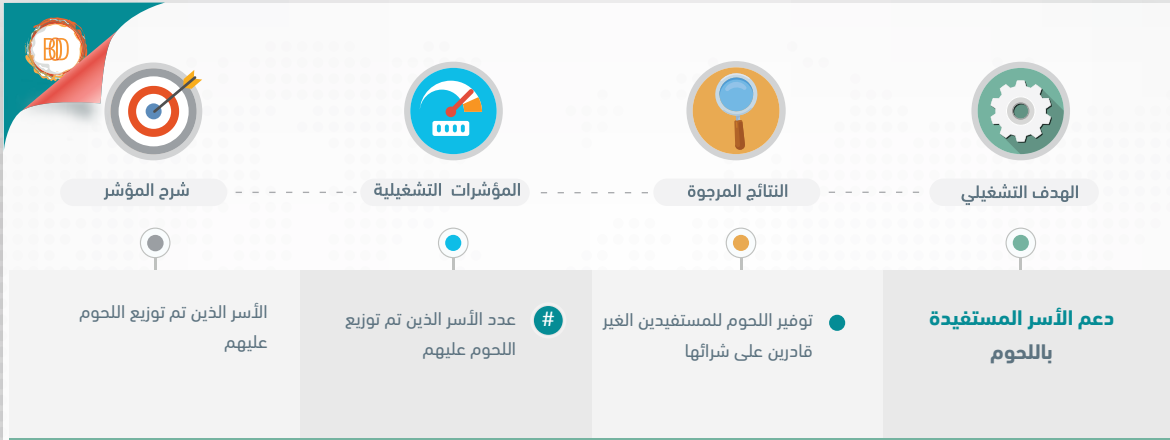 BDD
الهدف التشغيلي
النتائج المرجوة
المؤشرات التشغيلية
شرح المؤشر
دعم الأسر المستفيدة
باللحوم
توفير اللحوم للمستفيدين الغير
قادرين على شرائها
#
عدد الأسر الذين تم توزيع
اللحوم عليهم
الأسر الذين تم توزيع اللحوم
عليهم